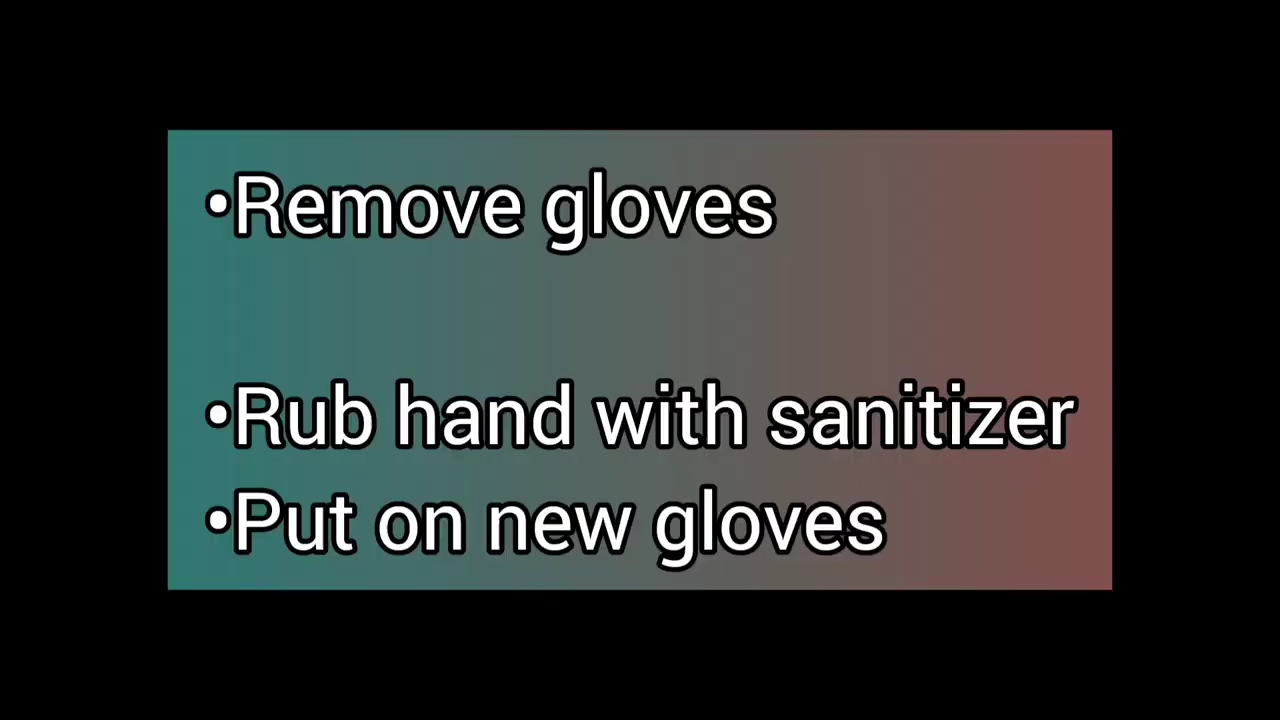 •Remove gloves
•Rub hand with sanitizer
•Put on new gloves